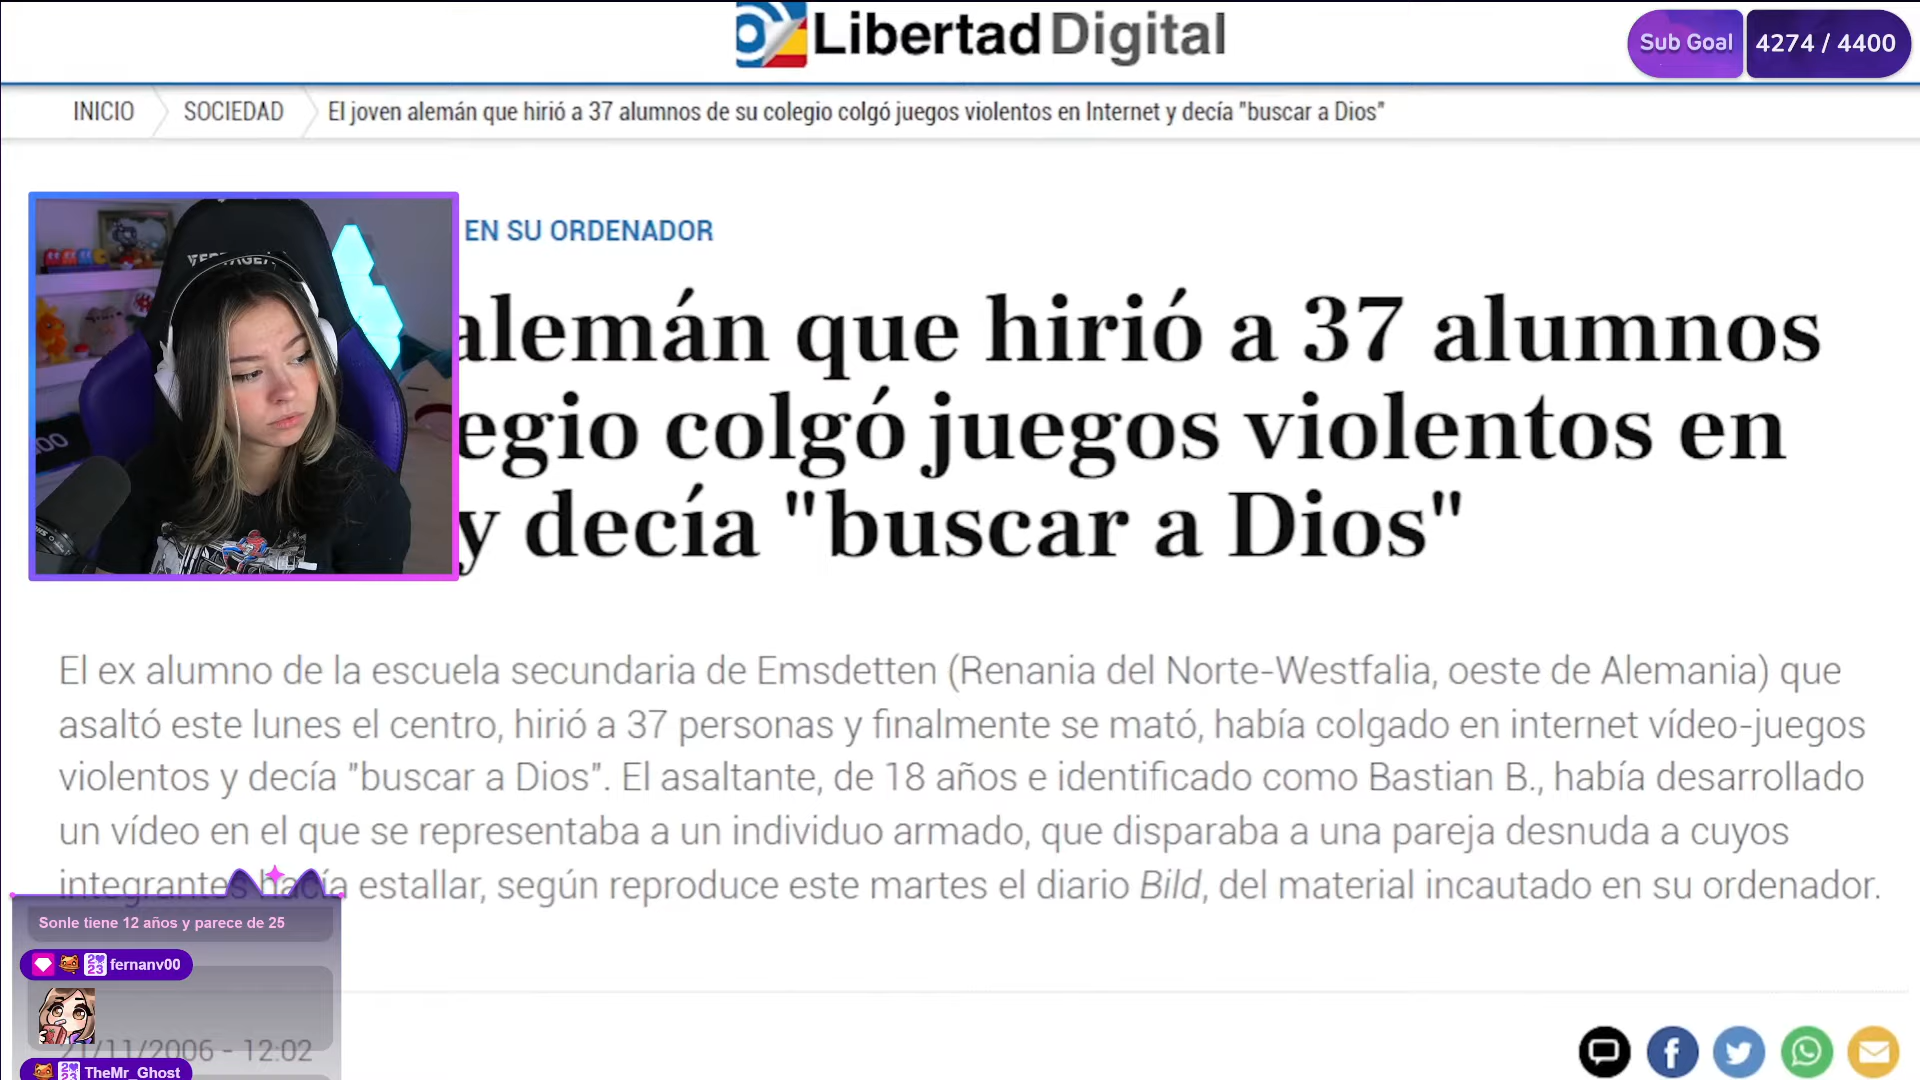 Libertad Digital
Sub Goal 4274 / 4400
INICIO SOCIEDAD El joven alemán que hirió a 37 alumnos de su colegio colgó juegos violentos en Internet y decía "buscar a Dios"
EN SU ORDENADOR
alemán que hirió a 37 alumnos
egio colgó juegos violentos en
y decía "buscar a Dios"
El ex alumno de la escuela secundaria de Emsdetten (Renania del Norte-Westfalia, oeste de Alemania) que
asaltó este lunes el centro, hirió a 37 personas y finalmente se mató, había colgado en internet vídeo-juegos
violentos y decía "buscar a Dios". El asaltante, de 18 años e identificado como Bastian B., había desarrollado
un vídeo en el que se representaba a un individuo armado, que disparaba a una pareja desnuda a cuyos
integrantes hacía estallar, según reproduce este martes el diario Bild, del material incautado en su ordenador.
Sonle tiene 12 años y parece de 25
fernanv00
21/11/2006 - 12:02
TheMr_Ghost